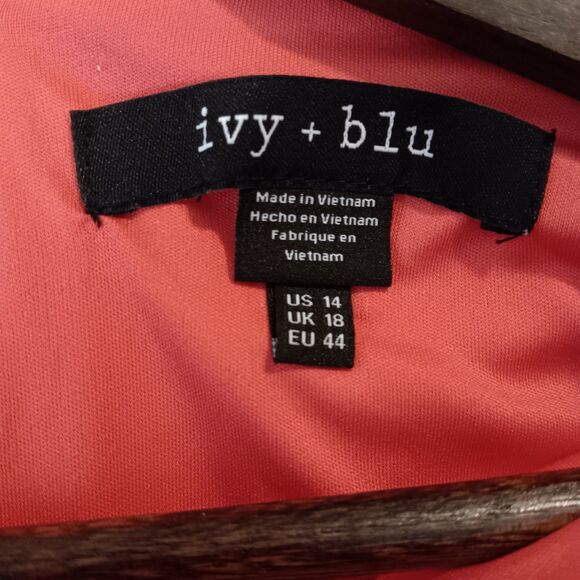 ivy + blu
Made in Vietnam
Hecho en Vietnam
Fabrique en
Vietnam
US 14
UK 18
EU 44